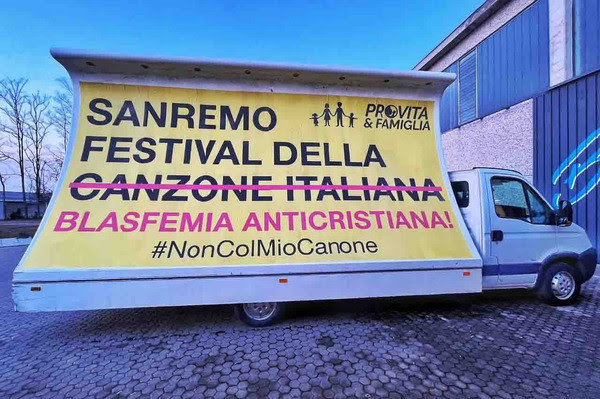 SANREMO
PROVITA
& FAMIGLIA
FESTIVAL DELLA
CANZONE ITALIANA
BLASFEMIA ANTICRISTIANA!
#NonColMioCanone